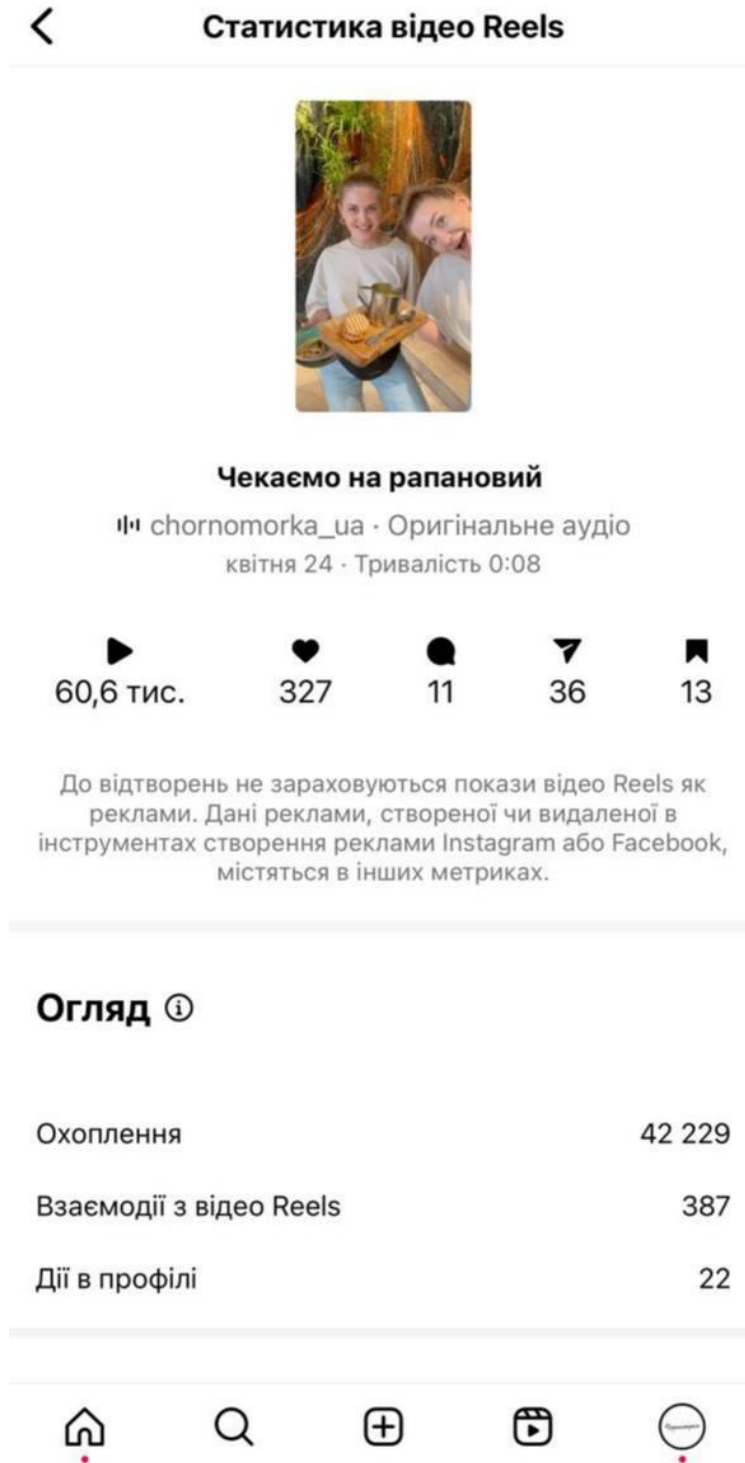 Статистика відео Reels
Чекаємо на рапановий
chornomorka_ua · Оригінальне аудіо
квітня 24 · Тривалість 0:08
60,6 тис. 327 11 36 13
До відтворень не зараховуються покази відео Reels як
реклами. Дані реклами, створеної чи видаленої в
інструментах створення реклами Instagram або Facebook,
містяться в інших метриках.
Огляд
Охоплення 42 229
Взаємодії з відео Reels 387
Дії в профілі 22